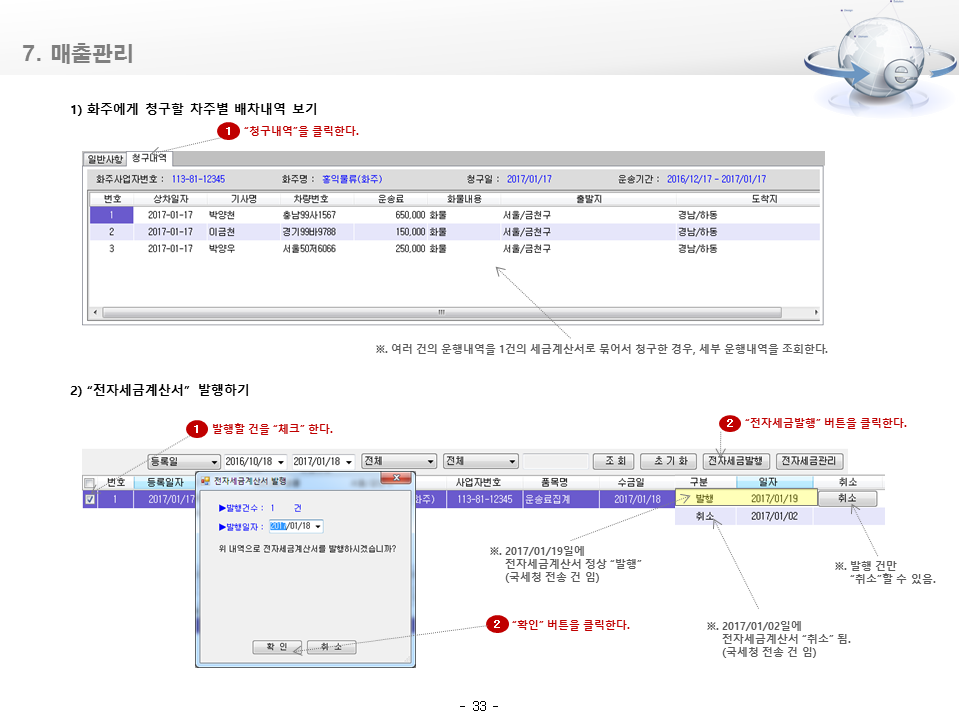 7. 매출관리
1) 화주에게 청구할 차주별 배차내역 보기
1 “청구내역”을 클릭한다.
일반사항 청구내역
화주사업자번호 : 113-81-12345 화주명 : 홍익물류(화주) 청구일 : 2017/01/17 운송기간 : 2016/12/17 - 2017/01/17
번호 상차일자 기사명 차량번호 운송료 화물내용 출발지 도착지
1 2017-01-17 박양천 충남99사1567 650,000 화물 서울/금천구 경남/하동
2 2017-01-17 이금천 경기99바9788 150,000 화물 서울/금천구 경남/하동
3 2017-01-17 박양우 서울50저6066 250,000 화물 서울/금천구 경남/하동
※. 여러 건의 운행내역을 1건의 세금계산서로 묶어서 청구한 경우, 세부 운행내역을 조회한다.
2) “전자세금계산서” 발행하기
1 발행할 건을 “체크” 한다.
2 “전자세금발행” 버튼을 클릭한다.
등록일 2016/10/18 2017/01/18 전체 전체 조 회 초 기 화 전자세금발행 전자세금관리
번호 등록일자 사업자번호 품목명 수금일 구분 일자 취소
1 2017/01/17 화주) 113-81-12345 운송료집계 2017/01/18 발행 2017/01/19 취소
취소 2017/01/02
전자세금계산서 발행
▶발행건수 : 1 건
▶발행일자 : 2017/01/18
위 내역으로 전자세금계산서를 발행하시겠습니까?
확 인 취 소
※. 2017/01/19일에
전자세금계산서 정상 “발행”
(국세청 전송 건 임)
※. 발행 건만
“취소”할 수 있음.
2 “확인” 버튼을 클릭한다.
※. 2017/01/02일에
전자세금계산서 “취소” 됨.
(국세청 전송 건 임)
- 33 -